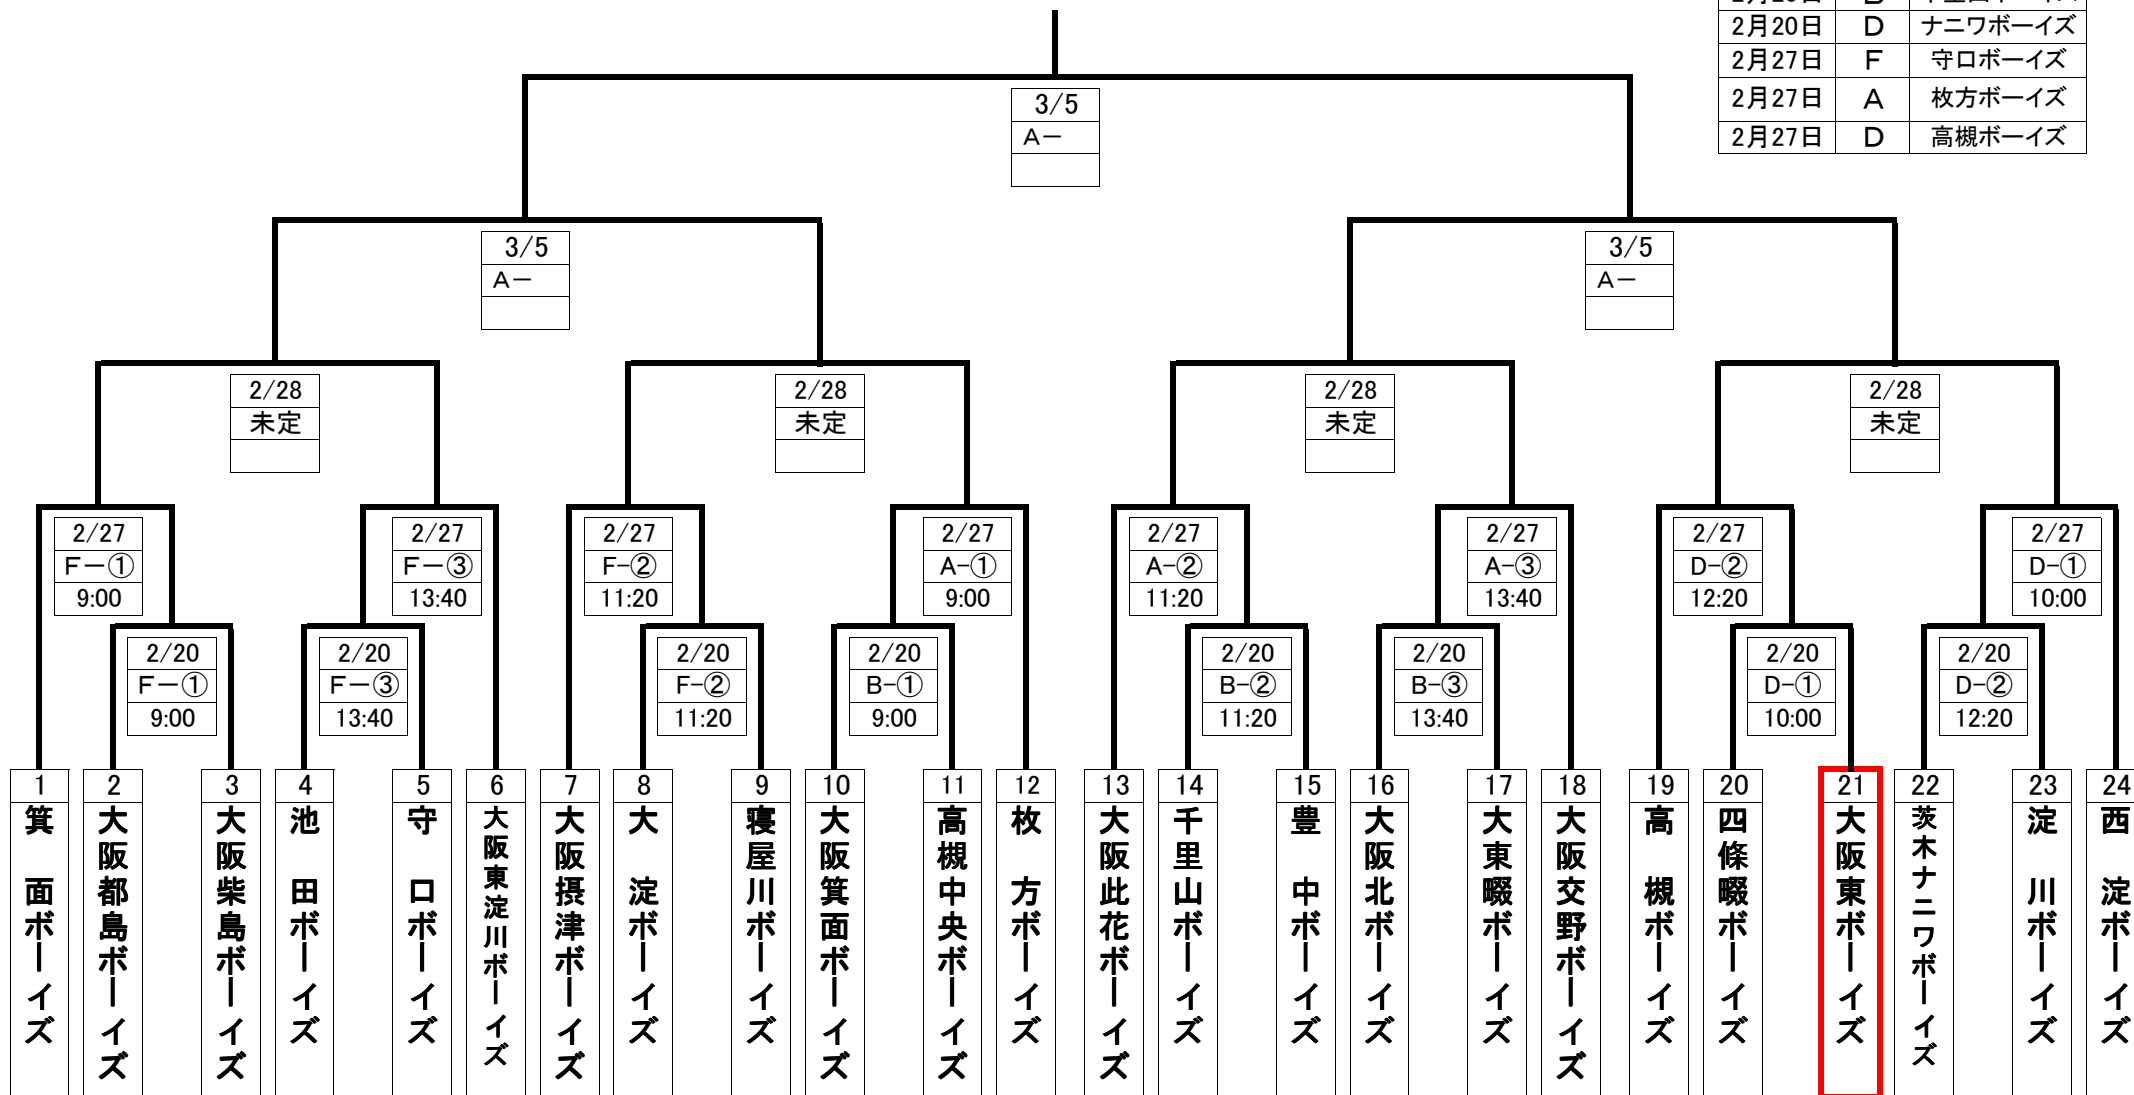 2月20日 D ナニワボーイズ
2月27日 F 守口ボーイズ
2月27日 A 枚方ボーイズ
2月27日 D 高槻ボーイズ
3/5
A－
3/5
A－
3/5
A－
2/28
未定
2/28
未定
2/28
未定
2/28
未定
2/27
F－①
9:00
2/27
F－③
13:40
2/27
F-②
11:20
2/27
A-①
9:00
2/27
A-②
11:20
2/27
A-③
13:40
2/27
D-②
12:20
2/27
D-①
10:00
2/20
F－①
9:00
2/20
F－③
13:40
2/20
F-②
11:20
2/20
B-①
9:00
2/20
B-②
11:20
2/20
B-③
13:40
2/20
D-①
10:00
2/20
D-②
12:20
1
箕　面ボーイズ
2
大阪都島ボーイズ
3
大阪柴島ボーイズ
4
池　田ボーイズ
5
守　口ボーイズ
6
大阪東淀川ボーイズ
7
大阪摂津ボーイズ
8
大　淀ボーイズ
9
寝屋川ボーイズ
10
大阪箕面ボーイズ
11
高槻中央ボーイズ
12
枚　方ボーイズ
13
大阪此花ボーイズ
14
千里山ボーイズ
15
豊　中ボーイズ
16
大阪北ボーイズ
17
大東畷ボーイズ
18
大阪交野ボーイズ
19
高　槻ボーイズ
20
四條畷ボーイズ
21
大阪東ボーイズ
22
茨木ナニワボーイズ
23
淀　川ボーイズ
24
西　淀ボーイズ